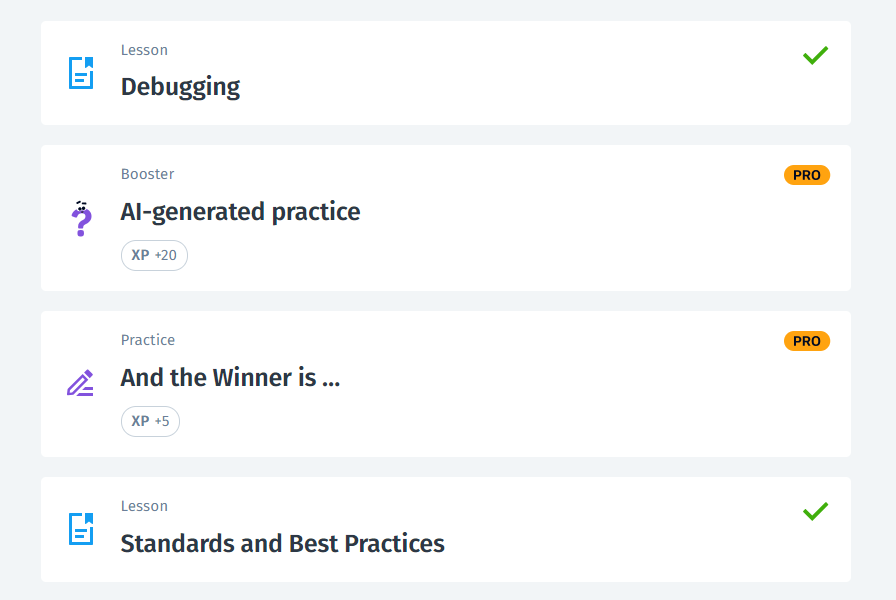 Lesson
Debugging
Booster
PRO
AI-generated practice
XP +20
Practice
PRO
And the Winner is ...
XP +5
Lesson
Standards and Best Practices